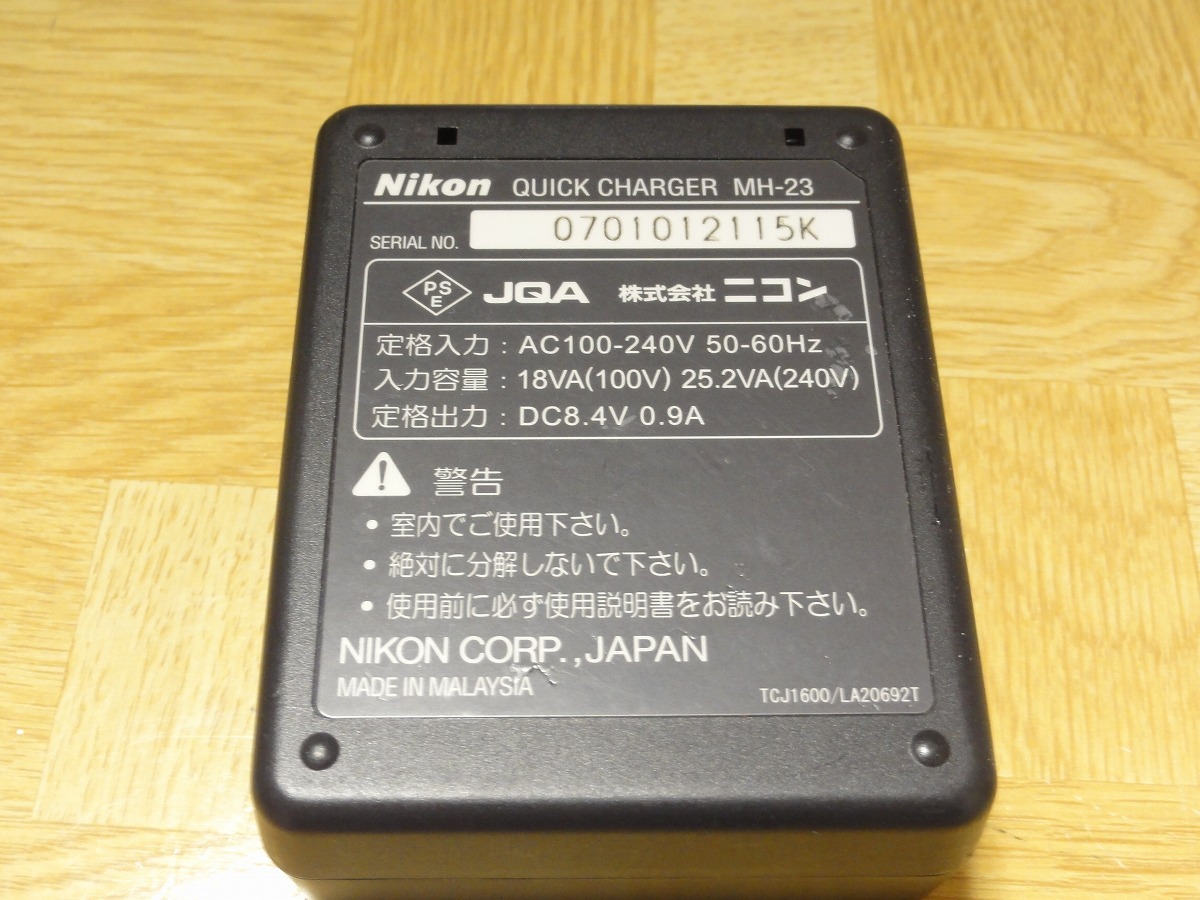 Nikon QUICK CHARGER MH-23
SERIAL NO. 0701012115K
PSE JQA 株式会社 ニコン
定格入力 : AC100-240V 50-60Hz
入力容量 : 18VA(100V) 25.2VA(240V)
定格出力 : DC8.4V 0.9A
! 警告
• 室内でご使用下さい。
• 絶対に分解しないで下さい。
• 使用前に必ず使用説明書をお読み下さい。
NIKON CORP.,JAPAN
MADE IN MALAYSIA
TCJ1600/LA20692T